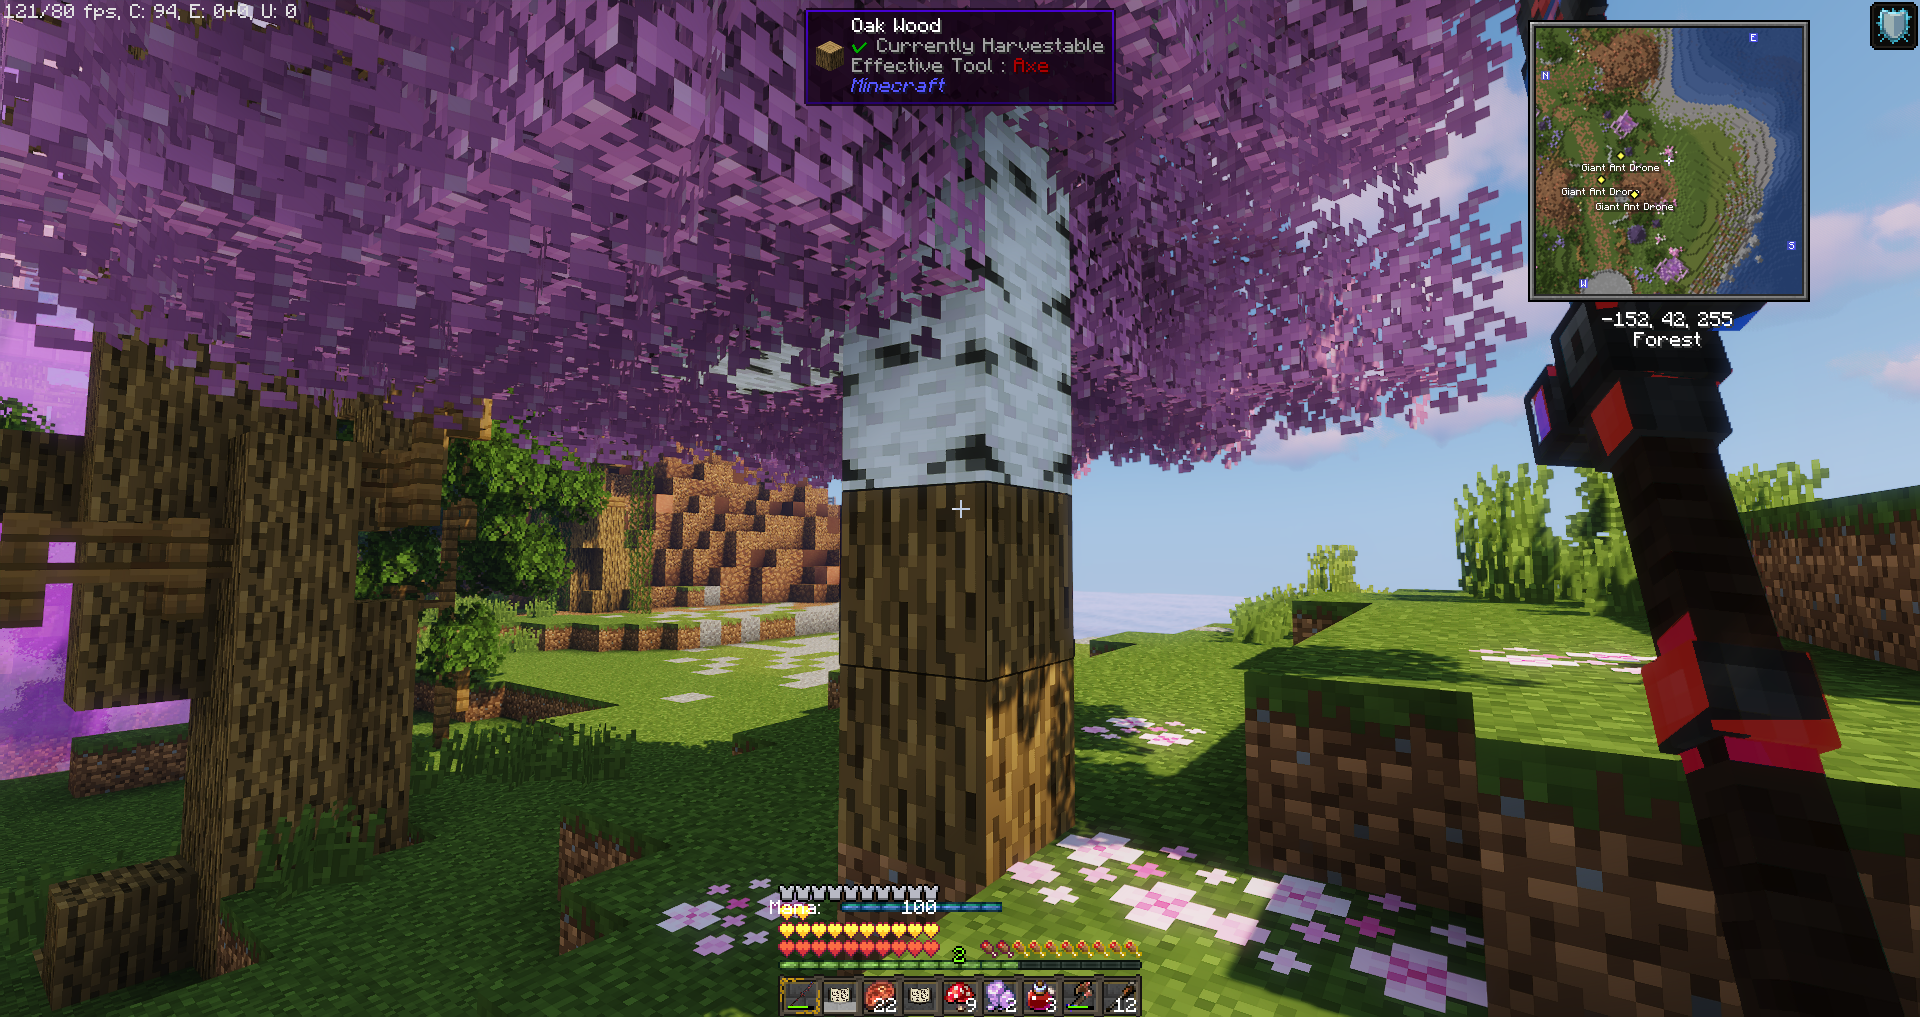 121/80 fps, C: 94, E: 0+0, U: 0
Oak Wood
✓ Currently Harvestable
Effective Tool : Axe
Minecraft
E
N
Giant Ant Drone
Giant Ant Drone
Giant Ant Drone
S
W
-152, 42, 255
Forest
Mana: 100
8
22
9
2
3
12